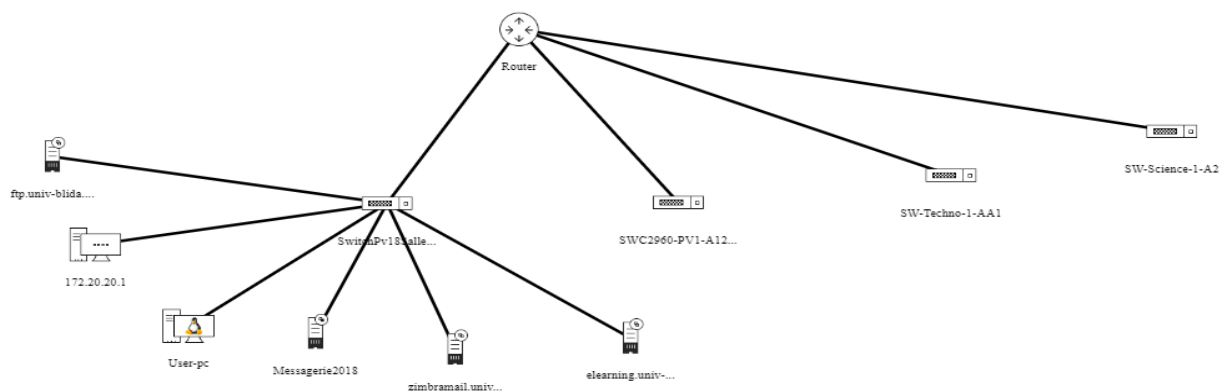 Router
SW-Science-1-A2
ftp.univ-blida....
SW-Techno-1-AA1
SwitchPv18Salle...
SWC2960-PV1-A12...
172.20.20.1
User-pc
Messagerie2018
zimbramail.univ...
elearning.univ-...